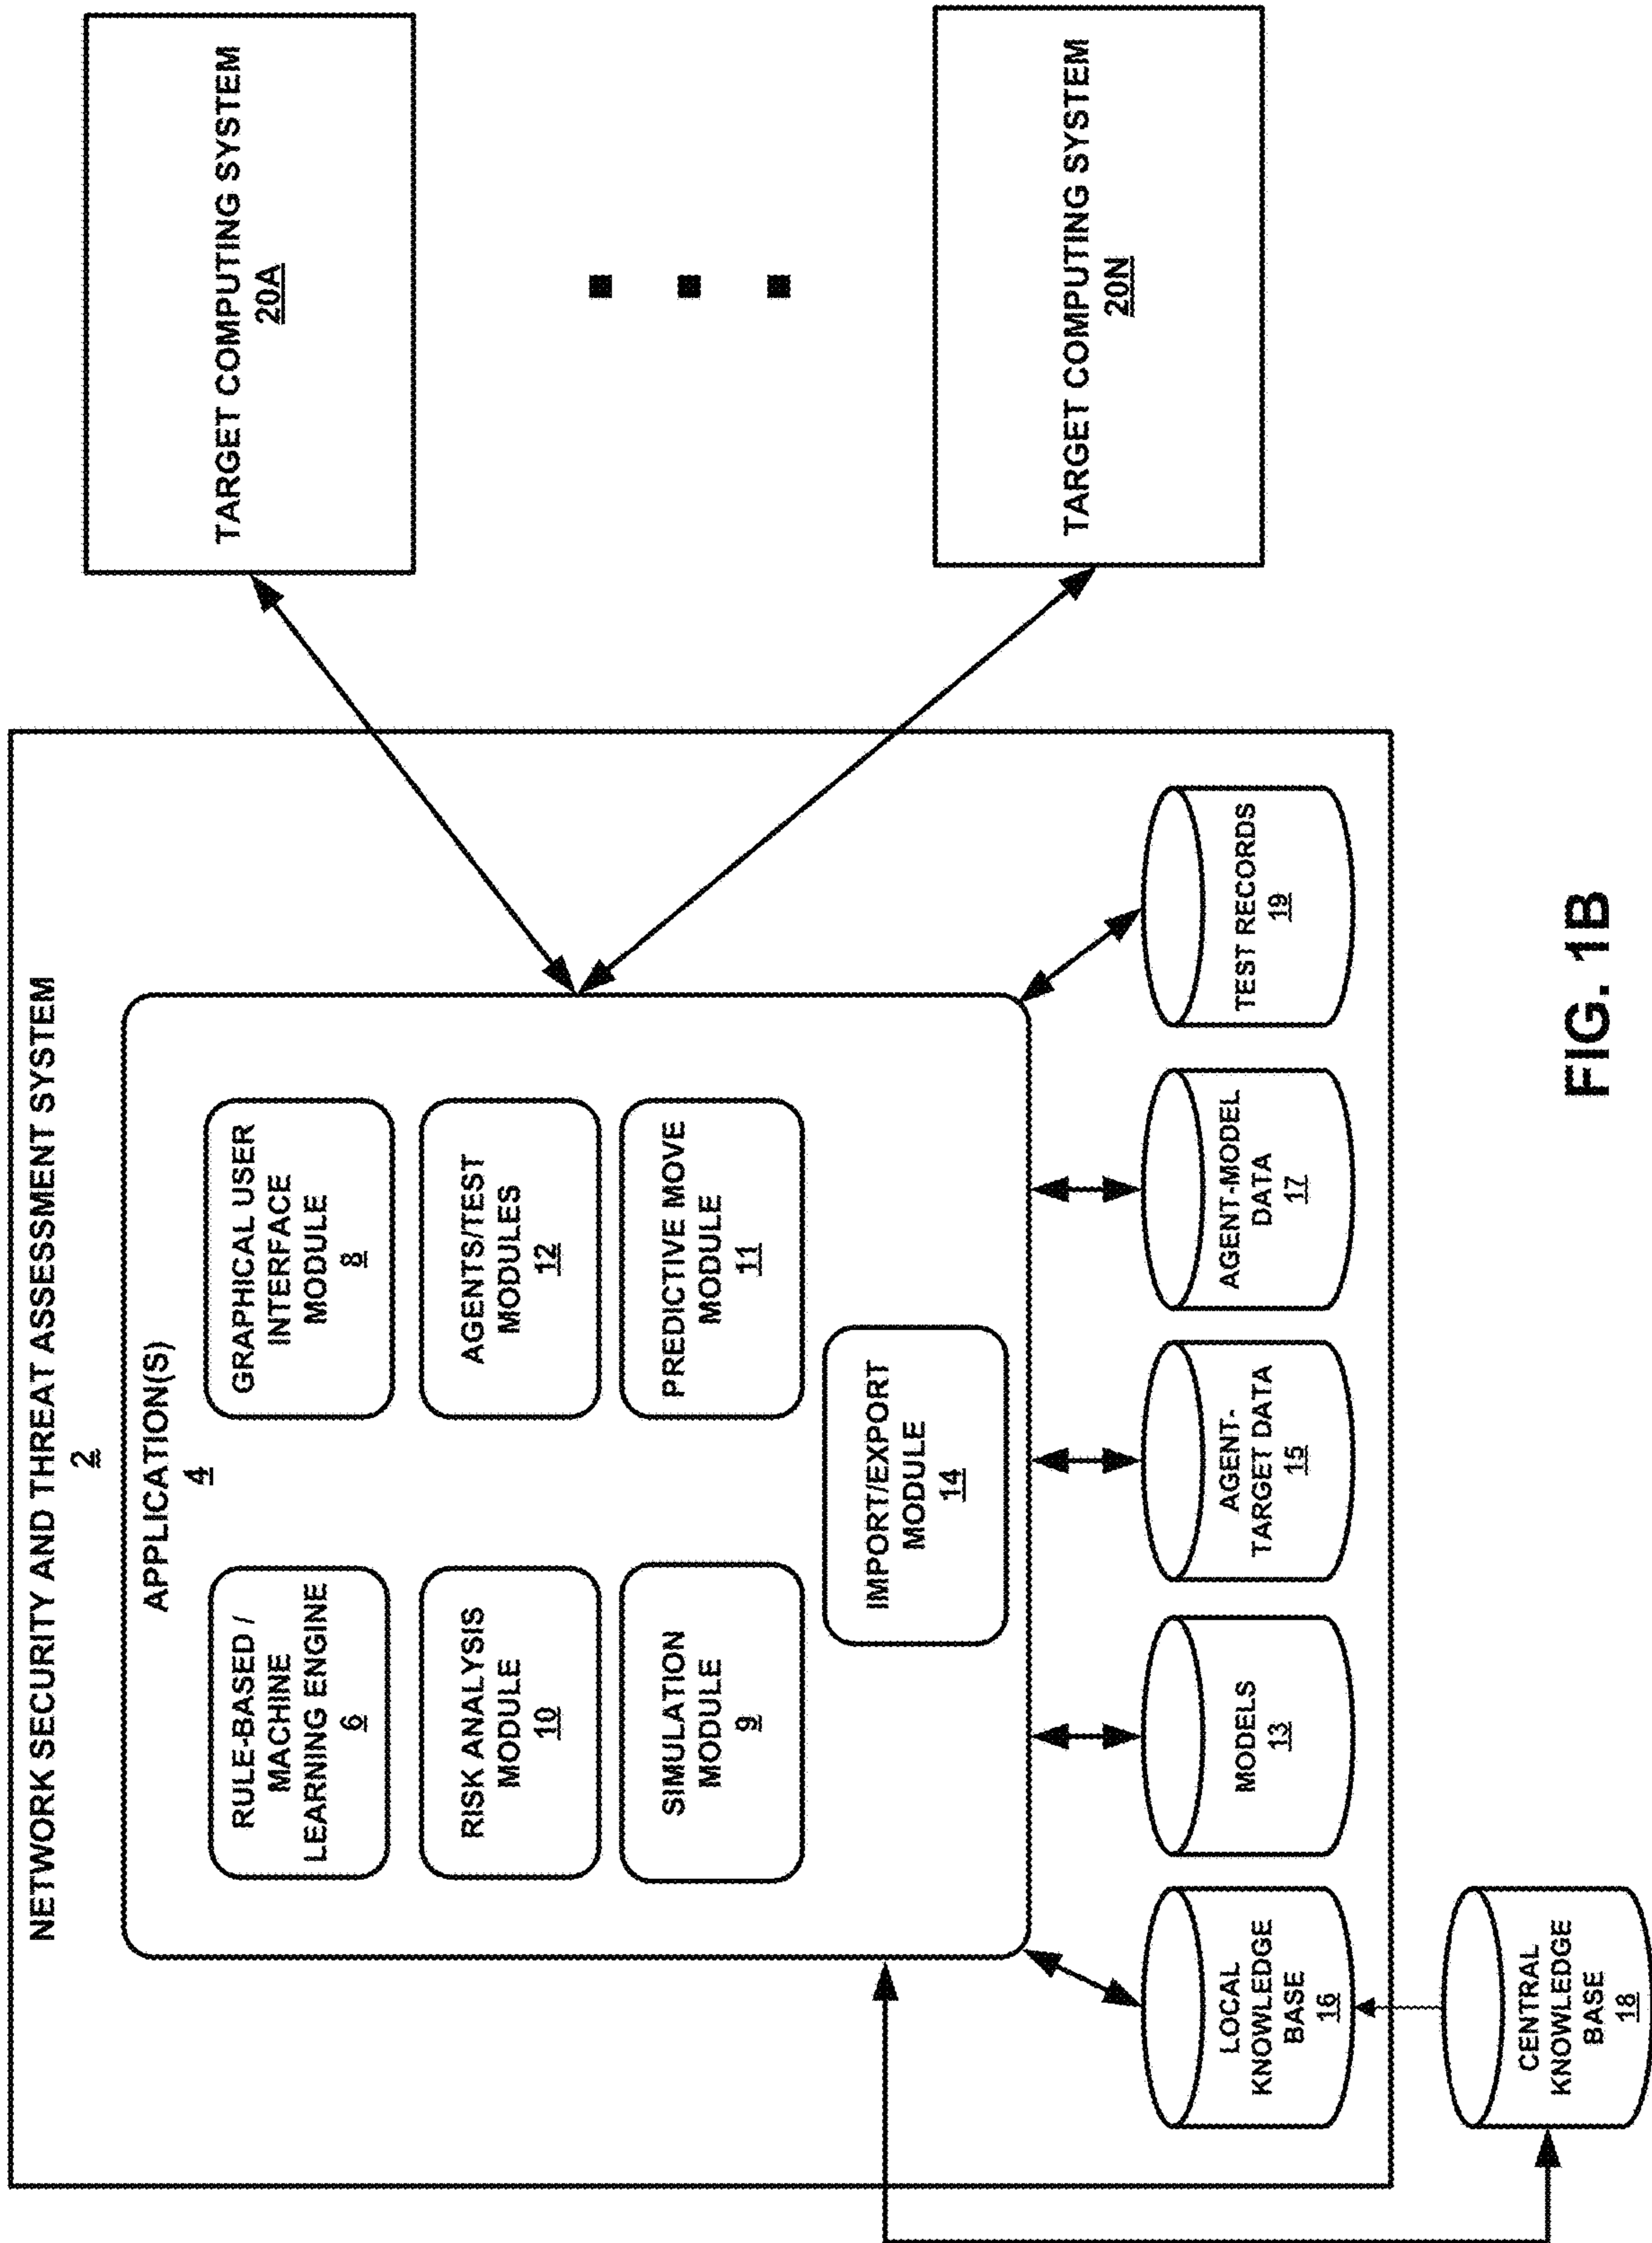 NETWORK SECURITY AND THREAT ASSESSMENT SYSTEM
2
APPLICATION(S)
4
RULE-BASED /
MACHINE
LEARNING ENGINE
6
GRAPHICAL USER
INTERFACE
MODULE
8
RISK ANALYSIS
MODULE
10
AGENTS/TEST
MODULES
12
SIMULATION
MODULE
9
PREDICTIVE MOVE
MODULE
11
IMPORT/EXPORT
MODULE
14
LOCAL
KNOWLEDGE
BASE
16
MODELS
13
AGENT-
TARGET DATA
15
AGENT-MODEL
DATA
17
TEST RECORDS
19
CENTRAL
KNOWLEDGE
BASE
18
TARGET COMPUTING SYSTEM
20A
TARGET COMPUTING SYSTEM
20N
FIG. 1B